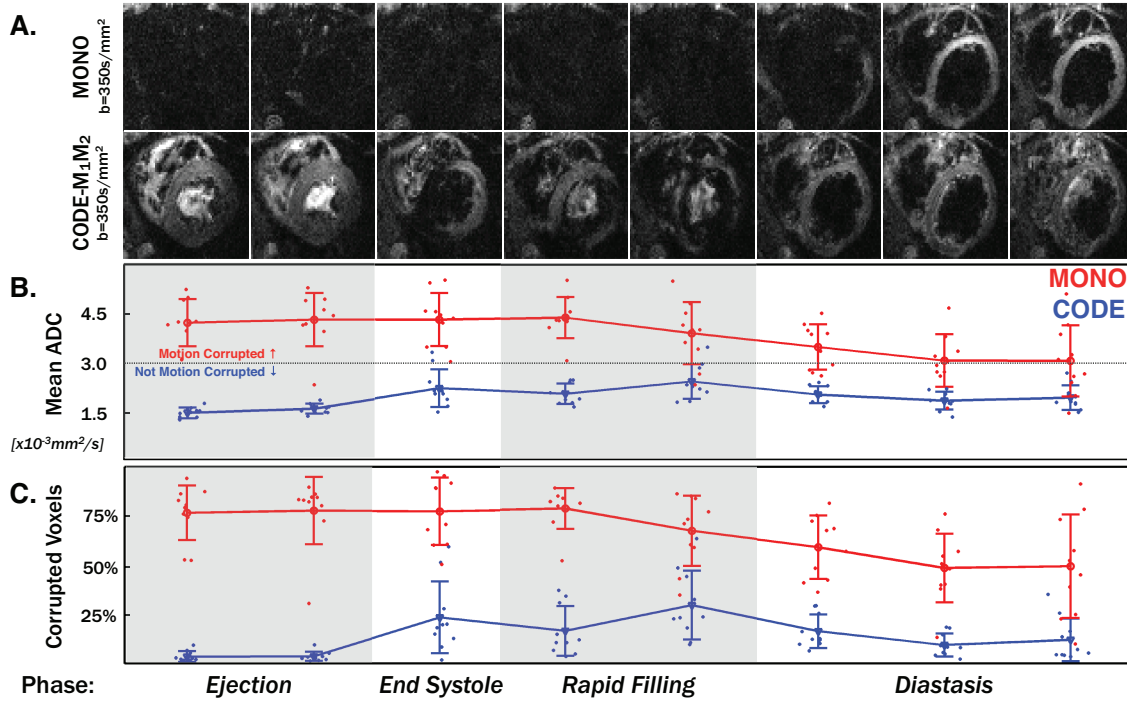 A.
MONO
b=350s/mm²
CODE-M₁M₂
b=350s/mm²
B.
MONO
CODE
Mean ADC
4.5
3.0
1.5
Motion Corrupted ↑
Not Motion Corrupted ↓
[x10⁻³mm²/s]
C.
Corrupted Voxels
75%
50%
25%
Phase: Ejection End Systole Rapid Filling Diastasis